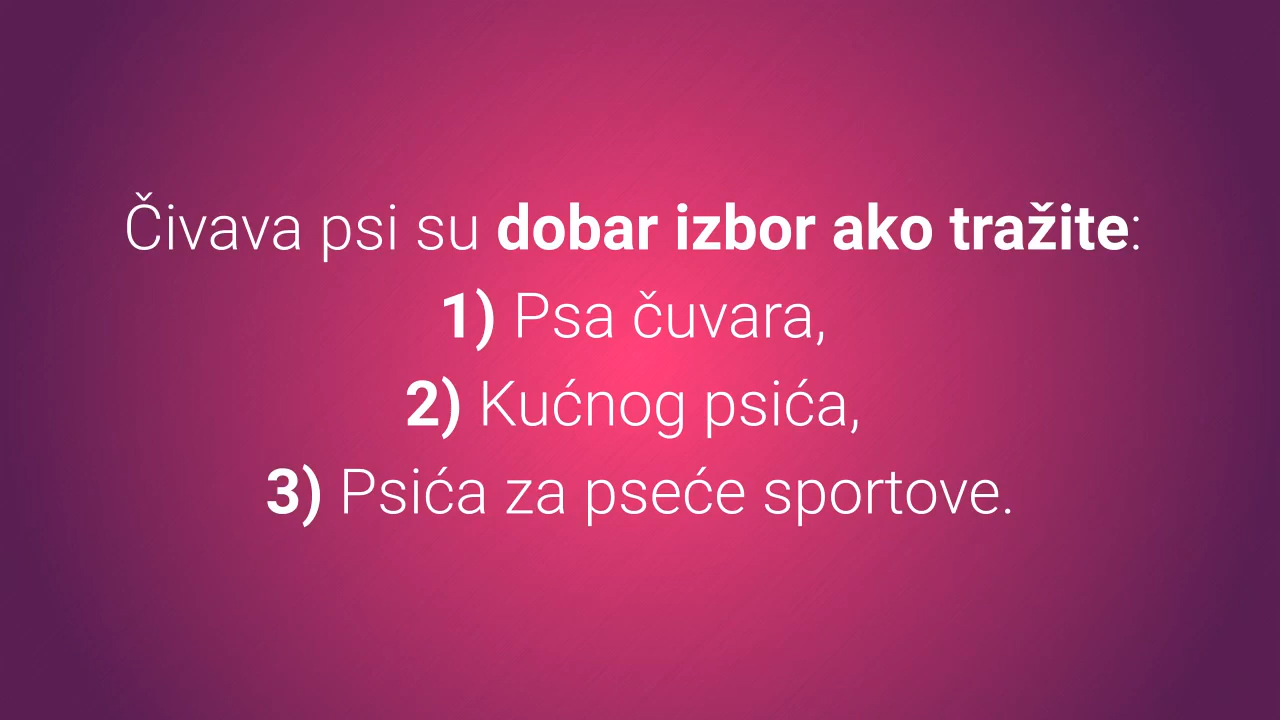 Čivava psi su dobar izbor ako tražite:
1) Psa čuvara,
2) Kućnog psića,
3) Psića za pseće sportove.